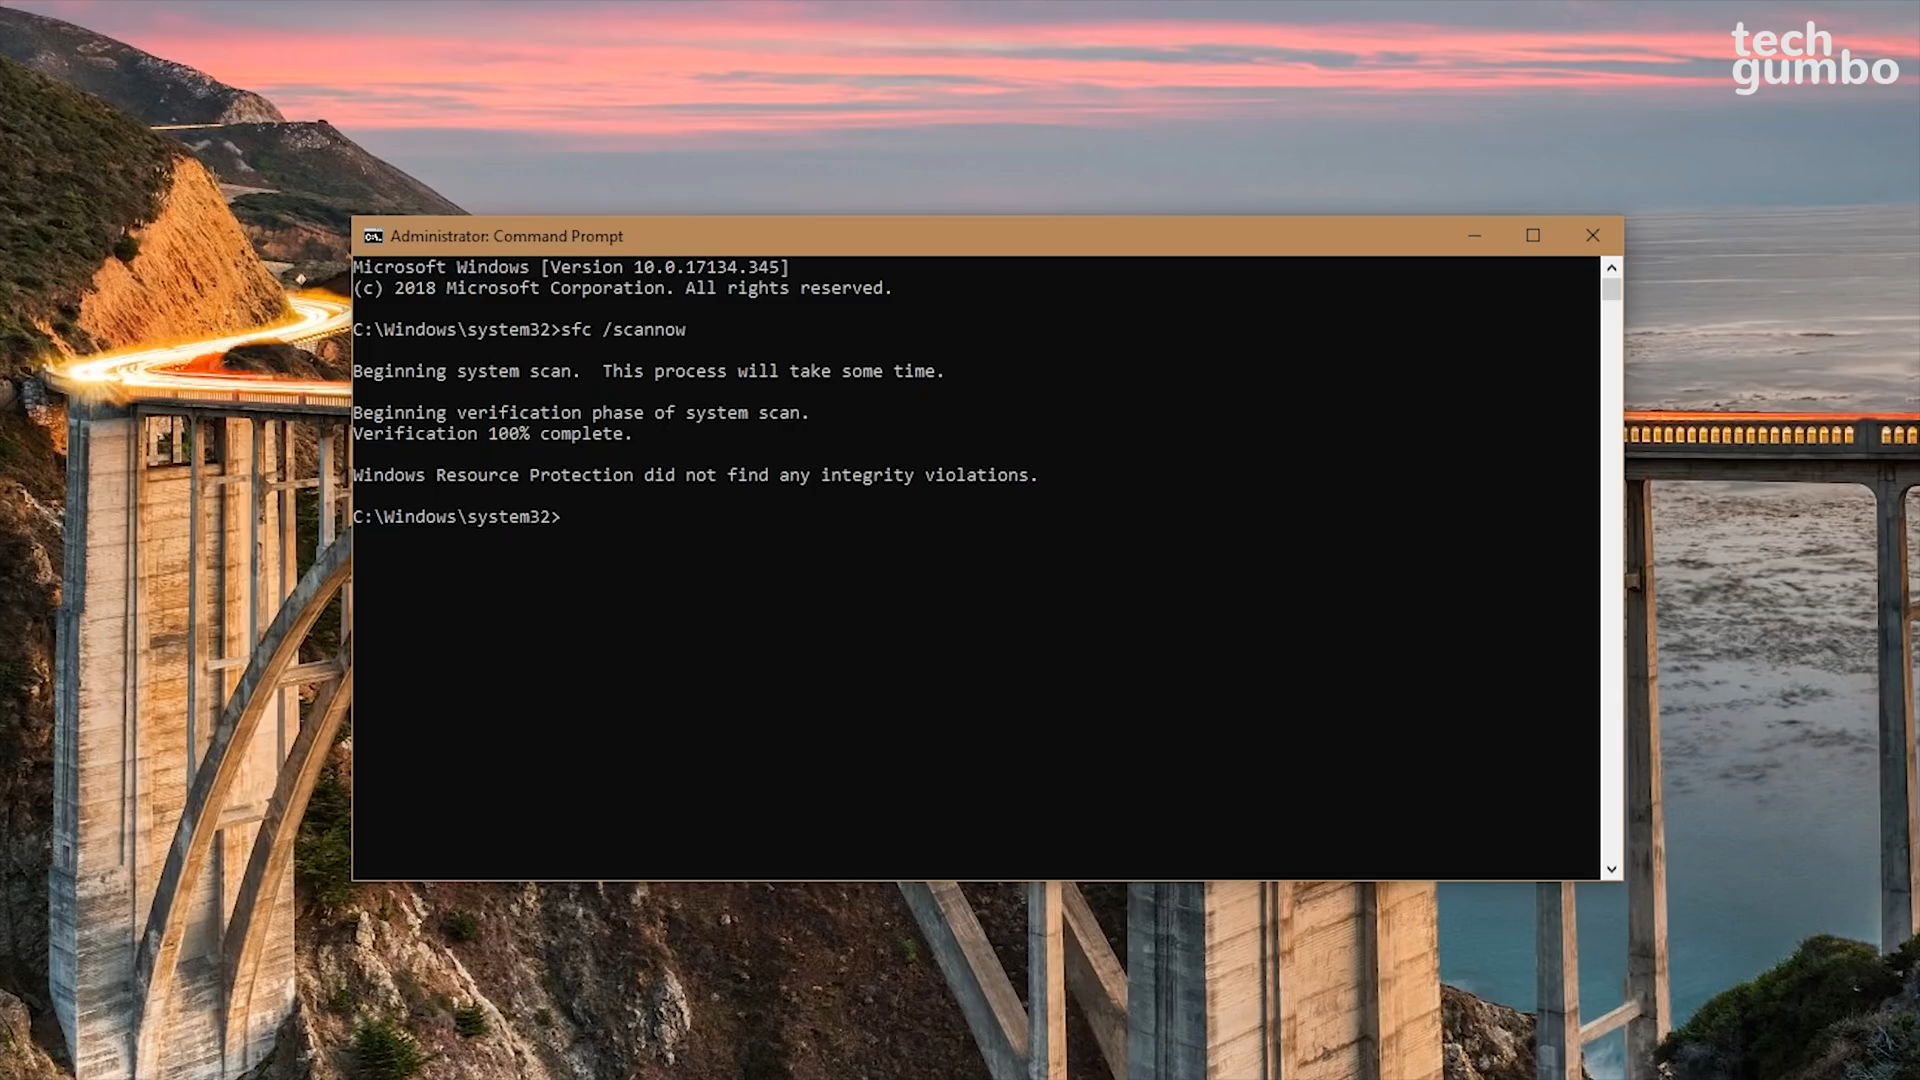 tech
gumbo
Administrator: Command Prompt
Microsoft Windows [Version 10.0.17134.345]
(c) 2018 Microsoft Corporation. All rights reserved.
C:\Windows\system32>sfc /scannow
Beginning system scan.  This process will take some time.
Beginning verification phase of system scan.
Verification 100% complete.
Windows Resource Protection did not find any integrity violations.
C:\Windows\system32>